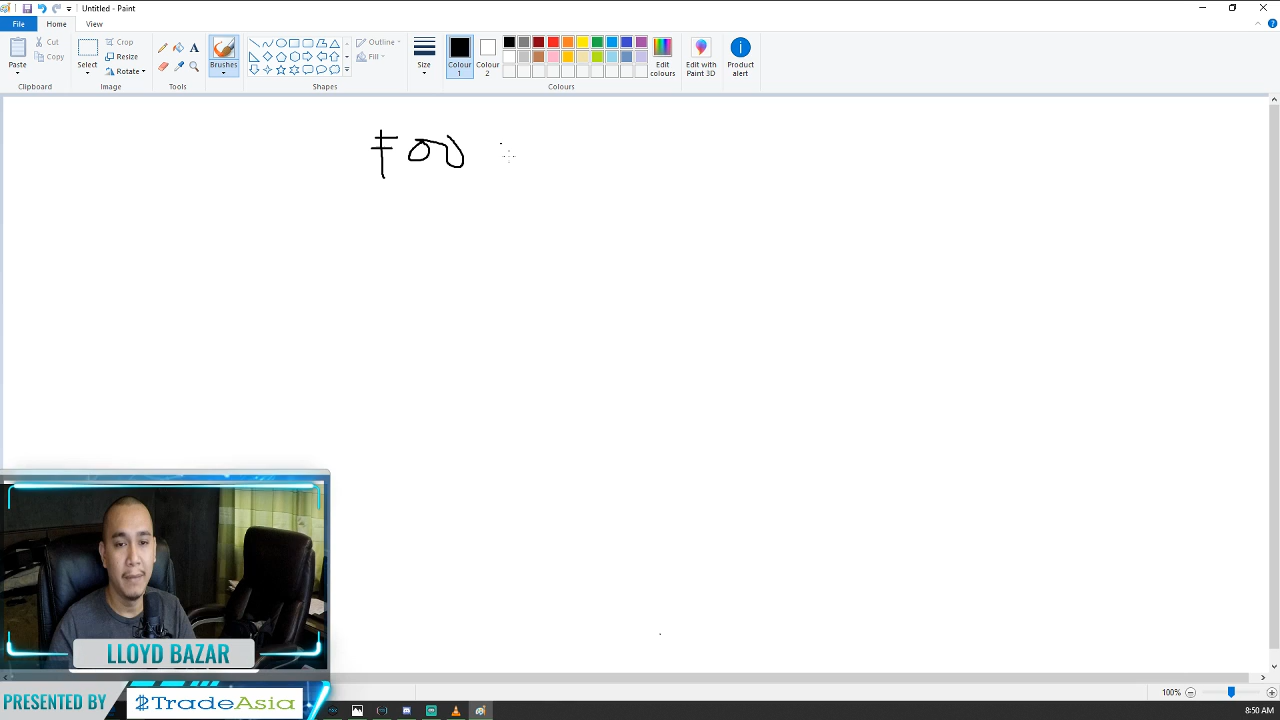 Untitled - Paint
File Home View
Paste Cut Copy Select Crop Resize Rotate Brushes Outline Fill Size Colour 1 Colour 2 Edit colours Edit with Paint 3D Product alert
Clipboard Image Tools Shapes Colours
LLOYD BAZAR
PRESENTED BY TradeAsia
100%
8:50 AM